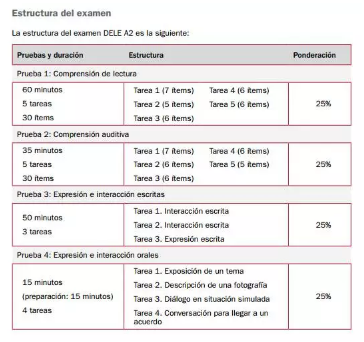 Estructura del examen
La estructura del examen DELE A2 es la siguiente:
Pruebas y duración Estructura Ponderación
Prueba 1: Comprensión de lectura
60 minutos
5 tareas
30 ítems
Tarea 1 (7 ítems) Tarea 4 (6 ítems)
Tarea 2 (5 ítems) Tarea 5 (6 ítems)
Tarea 3 (6 ítems)
25%
Prueba 2: Comprensión auditiva
35 minutos
5 tareas
30 ítems
Tarea 1 (7 ítems) Tarea 4 (6 ítems)
Tarea 2 (6 ítems) Tarea 5 (5 ítems)
Tarea 3 (6 ítems)
25%
Prueba 3: Expresión e interacción escritas
50 minutos
3 tareas
Tarea 1. Interacción escrita
Tarea 2. Interacción escrita
Tarea 3. Expresión escrita
25%
Prueba 4: Expresión e interacción orales
15 minutos
(preparación: 15 minutos)
4 tareas
Tarea 1. Exposición de un tema
Tarea 2. Descripción de una fotografía
Tarea 3. Diálogo en situación simulada
Tarea 4. Conversación para llegar a un
acuerdo
25%